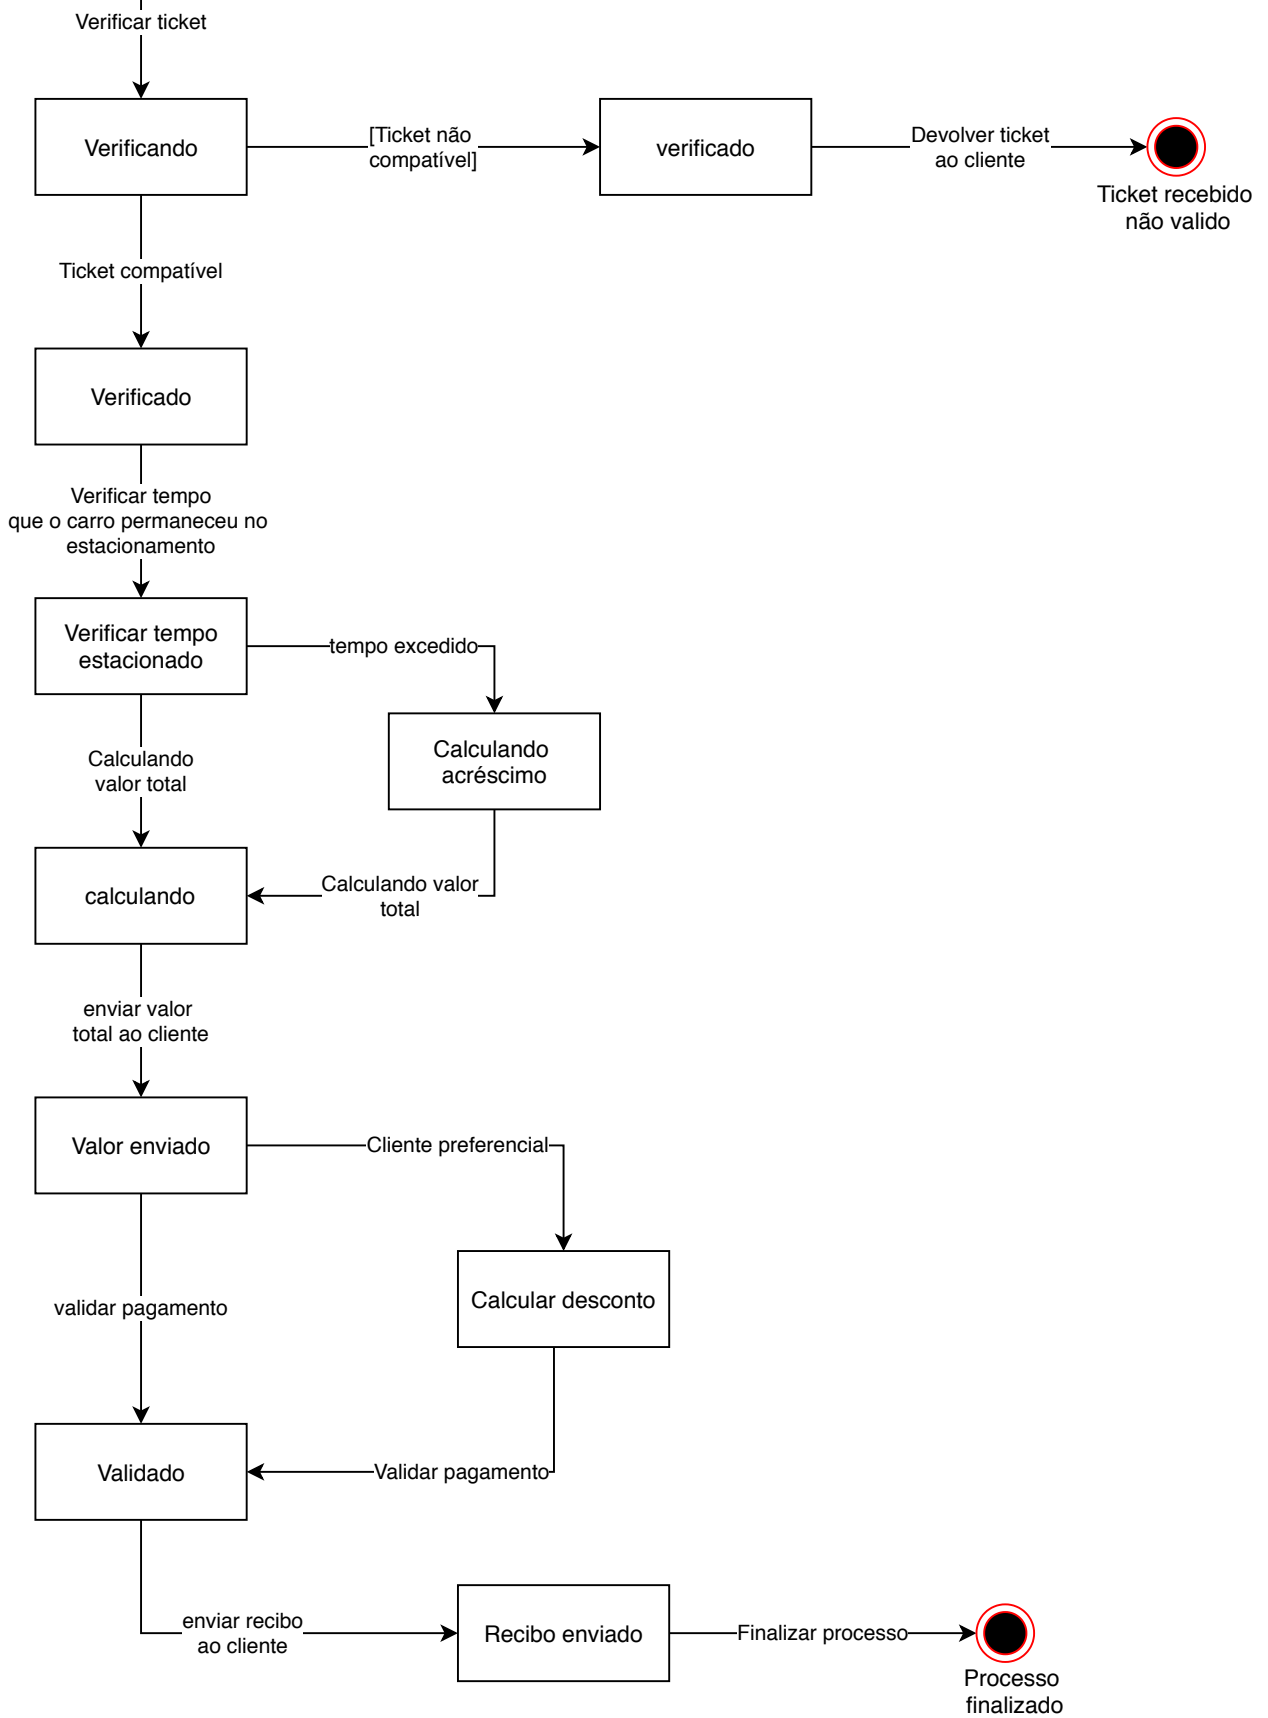 Verificar ticket
Verificando
[Ticket não
compatível]
verificado
Devolver ticket
ao cliente
Ticket recebido
não valido
Ticket compatível
Verificado
Verificar tempo
que o carro permaneceu no
estacionamento
Verificar tempo
estacionado
tempo excedido
Calculando
acréscimo
Calculando
valor total
calculando
Calculando valor
total
enviar valor
total ao cliente
Valor enviado
Cliente preferencial
Calcular desconto
validar pagamento
Validado
Validar pagamento
enviar recibo
ao cliente
Recibo enviado
Finalizar processo
Processo
finalizado